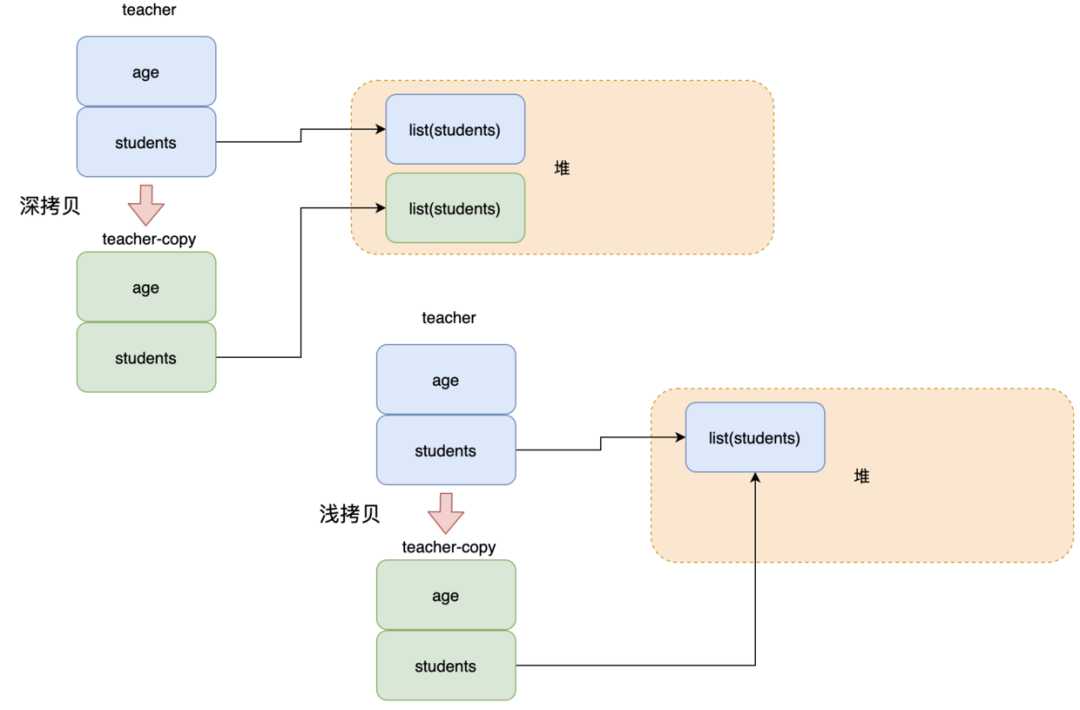 teacher
age
students
list(students)
堆
list(students)
深拷贝
teacher-copy
age
students
teacher
age
students
list(students)
堆
浅拷贝
teacher-copy
age
students